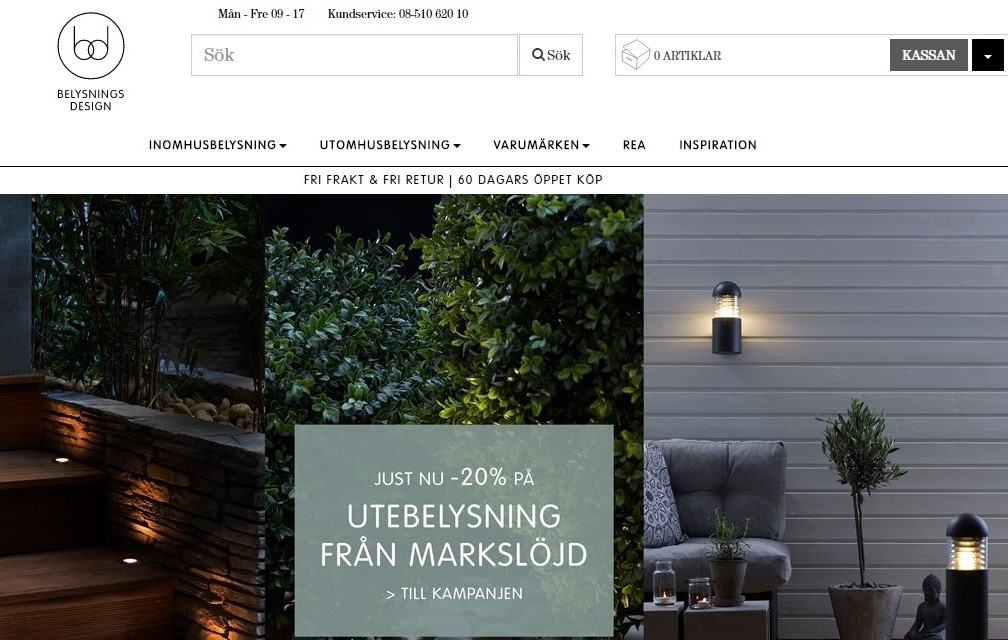 Mån - Fre 09 - 17 Kundservice: 08-510 620 10
bd
BELYSNINGS
DESIGN
Sök
Sök
0 ARTIKLAR
KASSAN
INOMHUSBELYSNING UTOMHUSBELYSNING VARUMÄRKEN REA INSPIRATION
FRI FRAKT & FRI RETUR | 60 DAGARS ÖPPET KÖP
JUST NU -20% PÅ
UTEBELYSNING
FRÅN MARKSLÖJD
> TILL KAMPANJEN